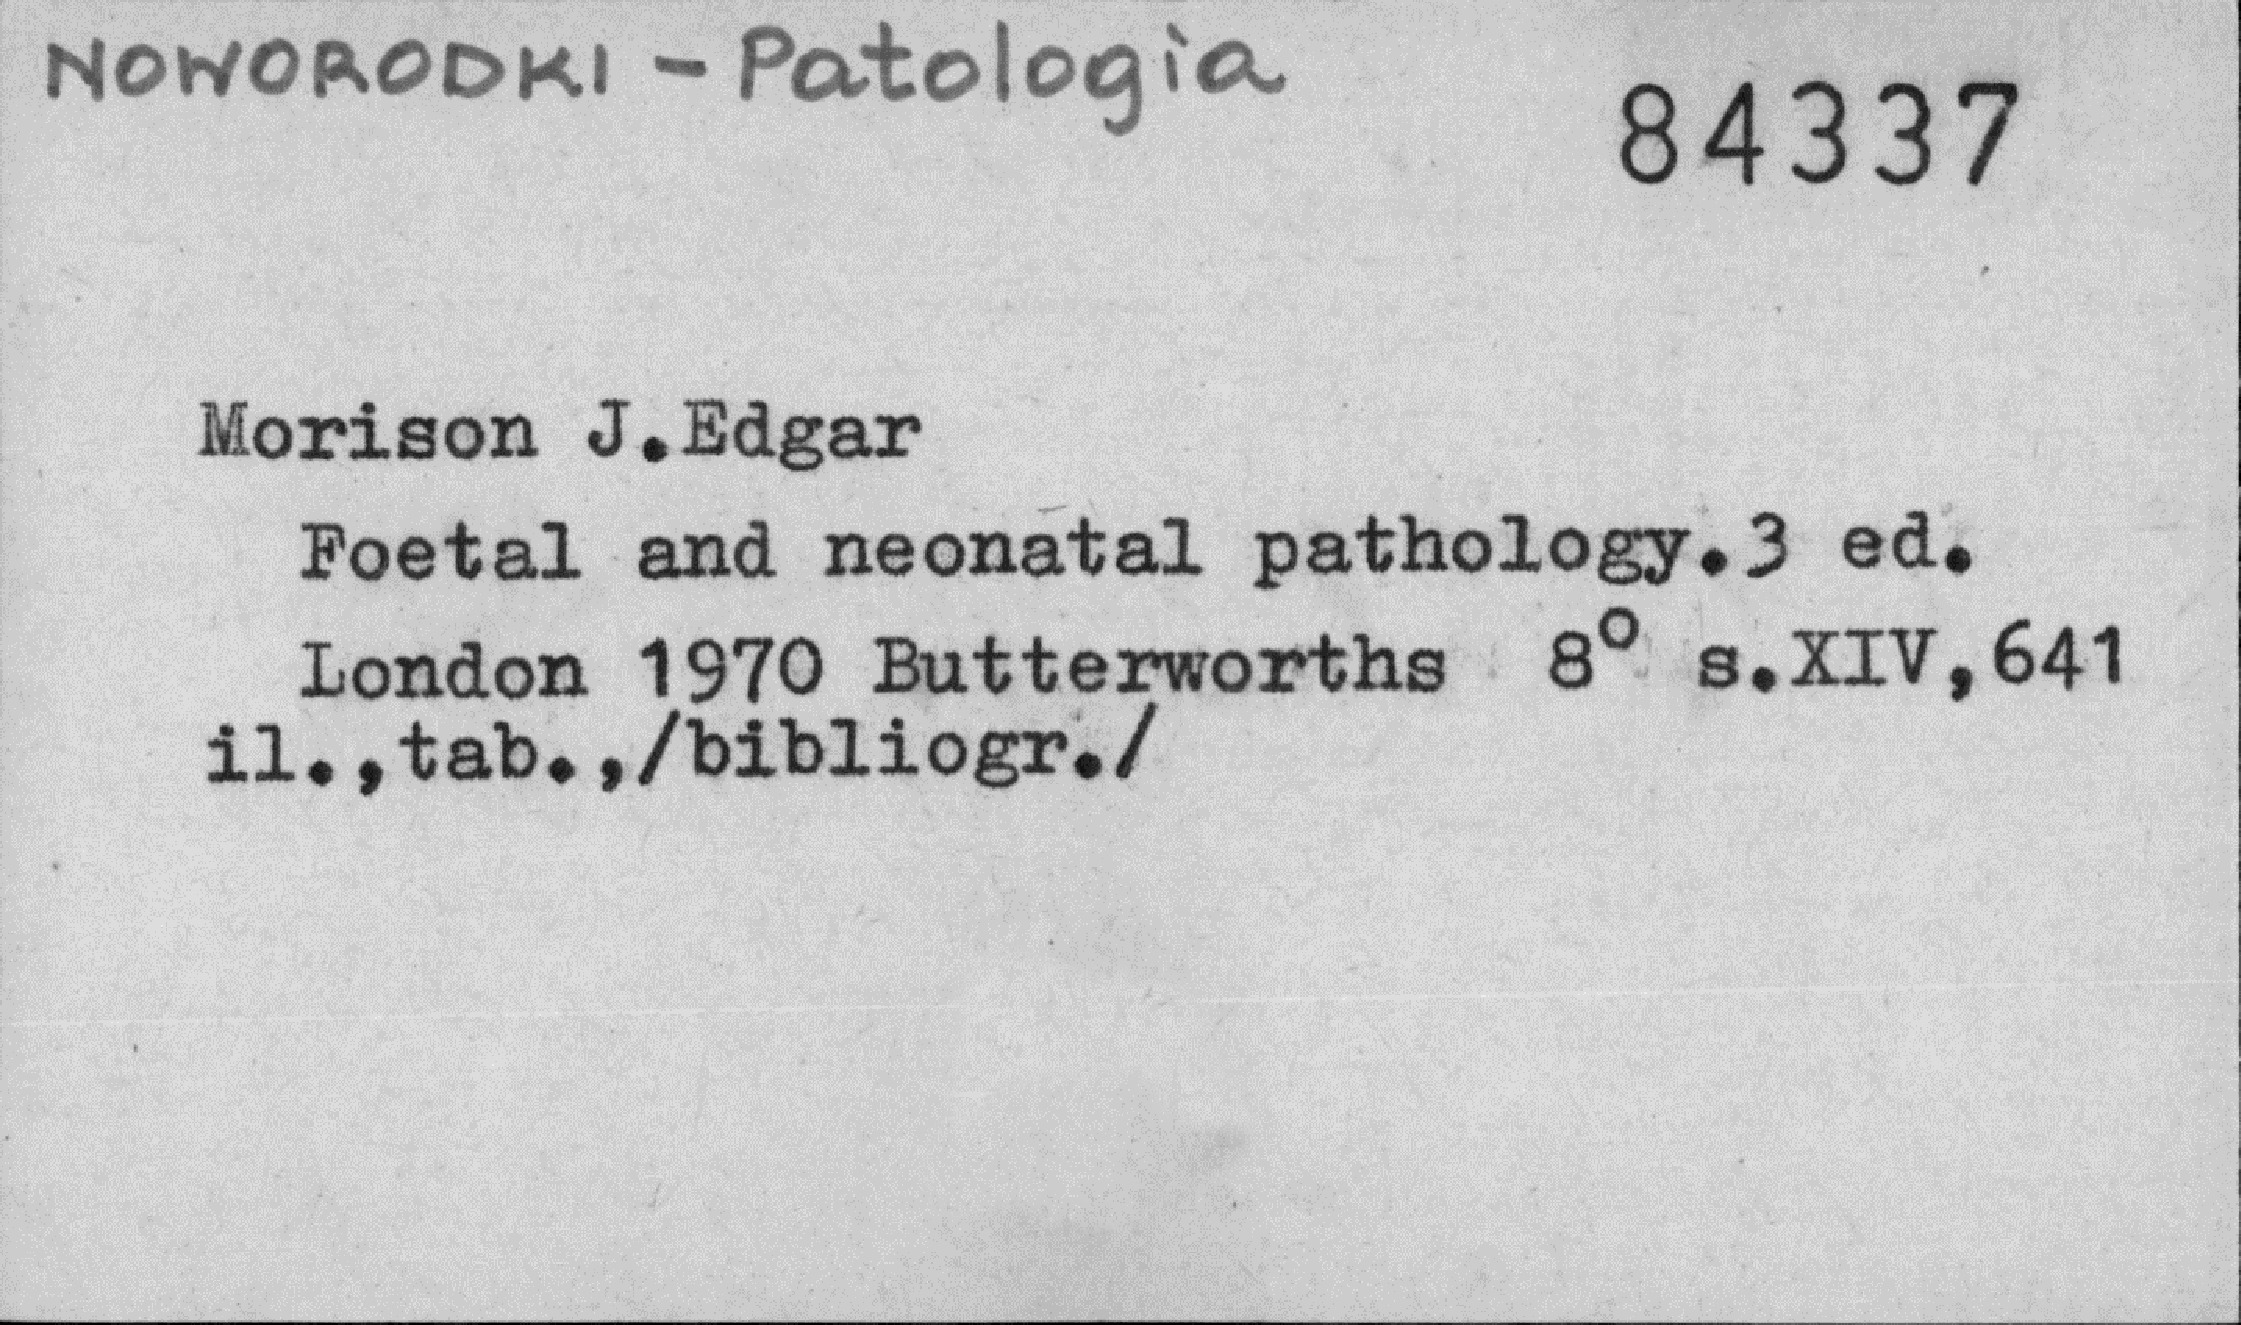 NOWORODKI - Patologia
84337
Morison J.Edgar
Foetal and neonatal pathology.3 ed.
London 1970 Butterworths 8° s.XIV,641
il.,tab.,/bibliogr./